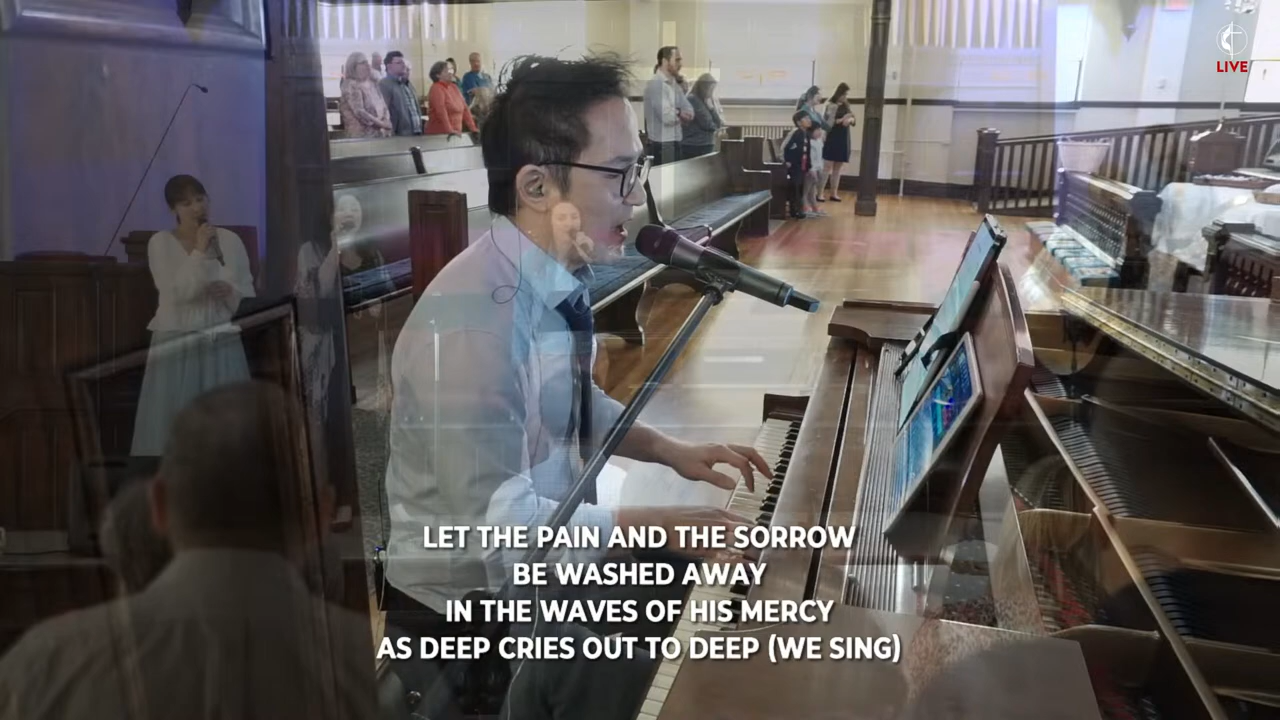 LIVE
LET THE PAIN AND THE SORROW
BE WASHED AWAY
IN THE WAVES OF HIS MERCY
AS DEEP CRIES OUT TO DEEP (WE SING)